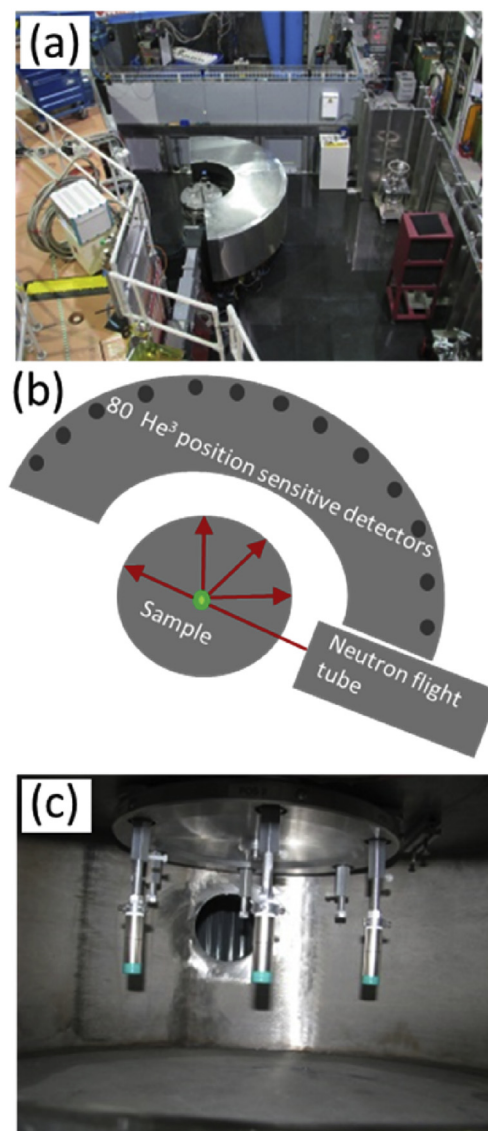 (a)
(b)
80 He³ position sensitive detectors
Sample
Neutron flight
tube
(c)